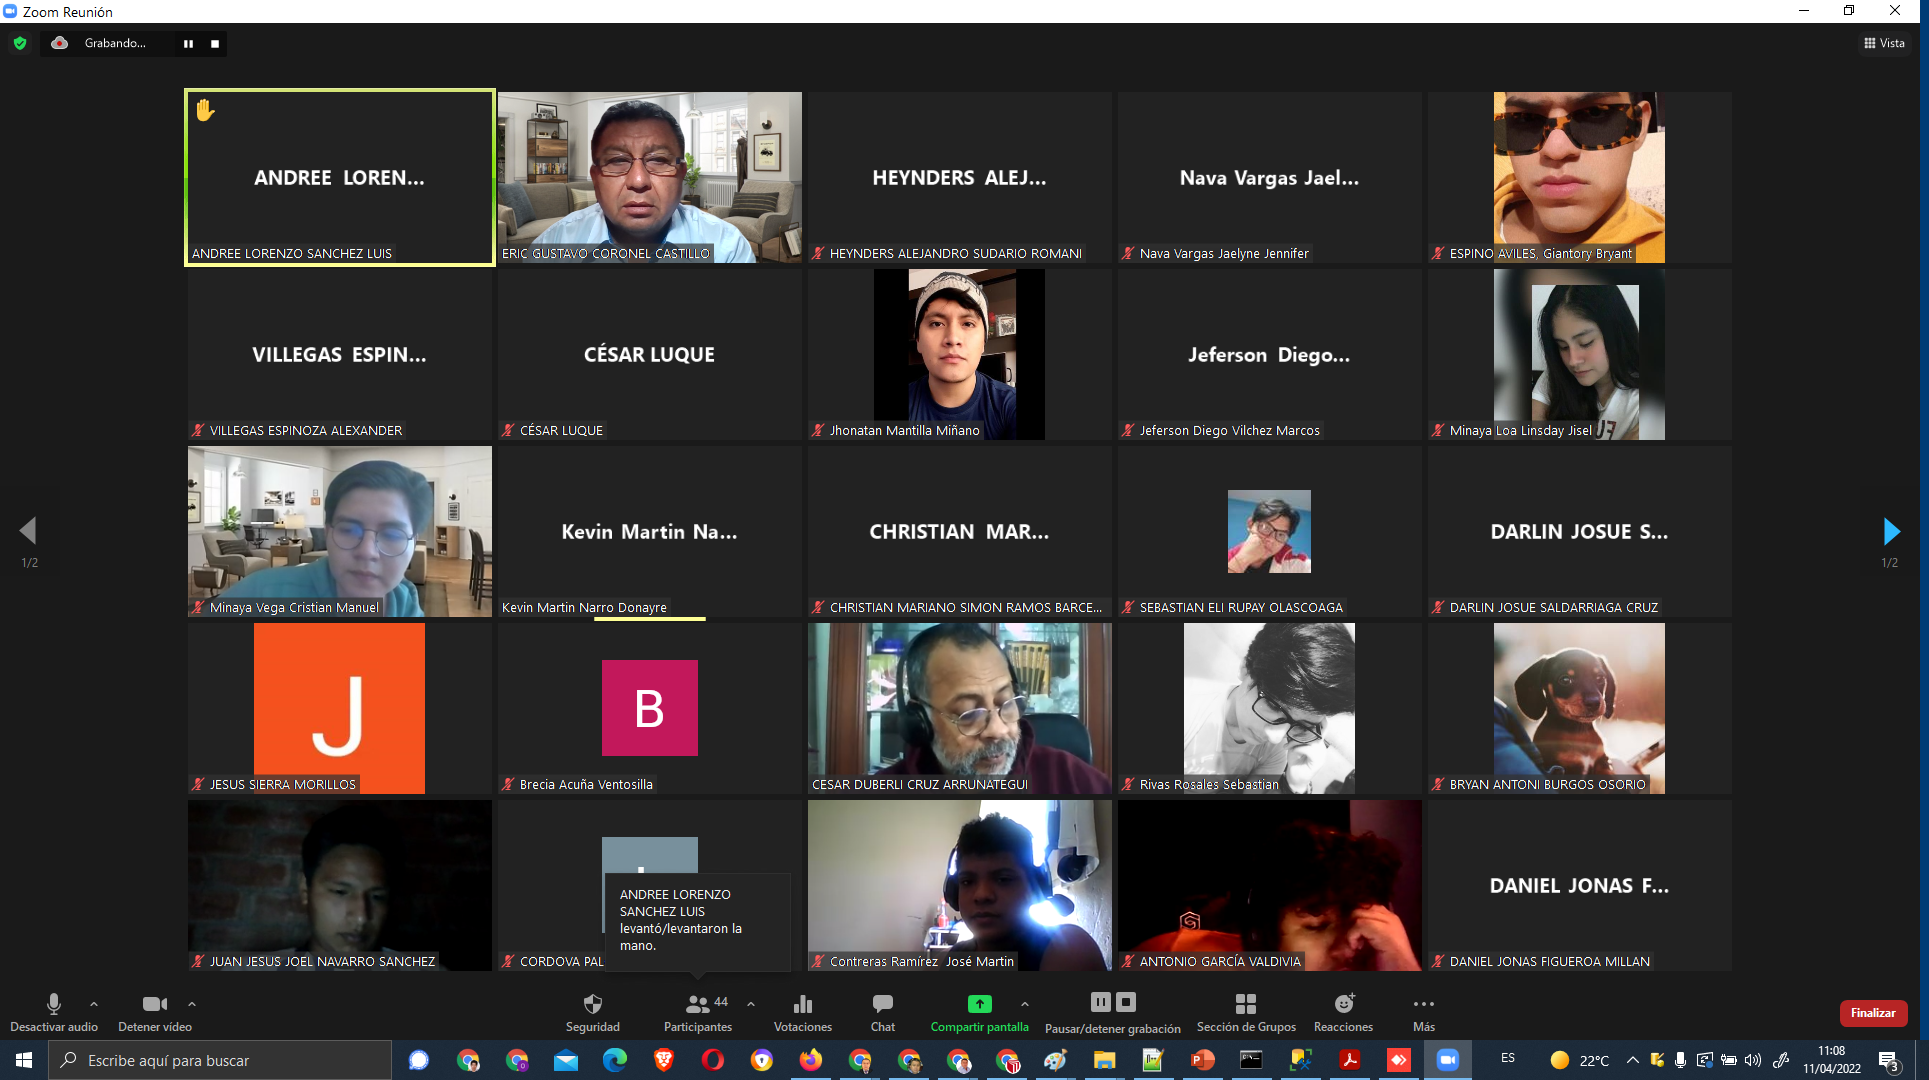 Zoom Reunión
Grabando...
Vista
ANDREE LOREN...
ANDREE LORENZO SANCHEZ LUIS
ERIC GUSTAVO CORONEL CASTILLO
HEYNDERS ALEJ...
HEYNDERS ALEJANDRO SUDARIO ROMANI
Nava Vargas Jael...
Nava Vargas Jaelyne Jennifer
ESPINO AVILES, Giantory Bryant
VILLEGAS ESPIN...
VILLEGAS ESPINOZA ALEXANDER
CÉSAR LUQUE
CÉSAR LUQUE
Jhonatan Mantilla Miñano
Jeferson Diego...
Jeferson Diego Vilchez Marcos
Minaya Loa Linsday Jisel
1/2
Minaya Vega Cristian Manuel
Kevin Martin Na...
Kevin Martin Narro Donayre
CHRISTIAN MAR...
CHRISTIAN MARIANO SIMON RAMOS BARCE...
SEBASTIAN ELI RUPAY OLASCOAGA
DARLIN JOSUE S...
DARLIN JOSUE SALDARRIAGA CRUZ
1/2
J
JESUS SIERRA MORILLOS
B
Brecia Acuña Ventosilla
CESAR DUBERLI CRUZ ARRUNATEGUI
Rivas Rosales Sebastian
BRYAN ANTONI BURGOS OSORIO
JUAN JESUS JOEL NAVARRO SANCHEZ
CORDOVA PAL
ANDREE LORENZO
SANCHEZ LUIS
levantó/levantaron la
mano.
Contreras Ramírez José Martin
ANTONIO GARCÍA VALDIVIA
DANIEL JONAS F...
DANIEL JONAS FIGUEROA MILLAN
Desactivar audio
Detener vídeo
Seguridad
44
Participantes
Votaciones
Chat
Compartir pantalla
Pausar/detener grabación
Sección de Grupos
Reacciones
Más
Finalizar
Escribe aquí para buscar
ES
22°C
11:08
11/04/2022
3